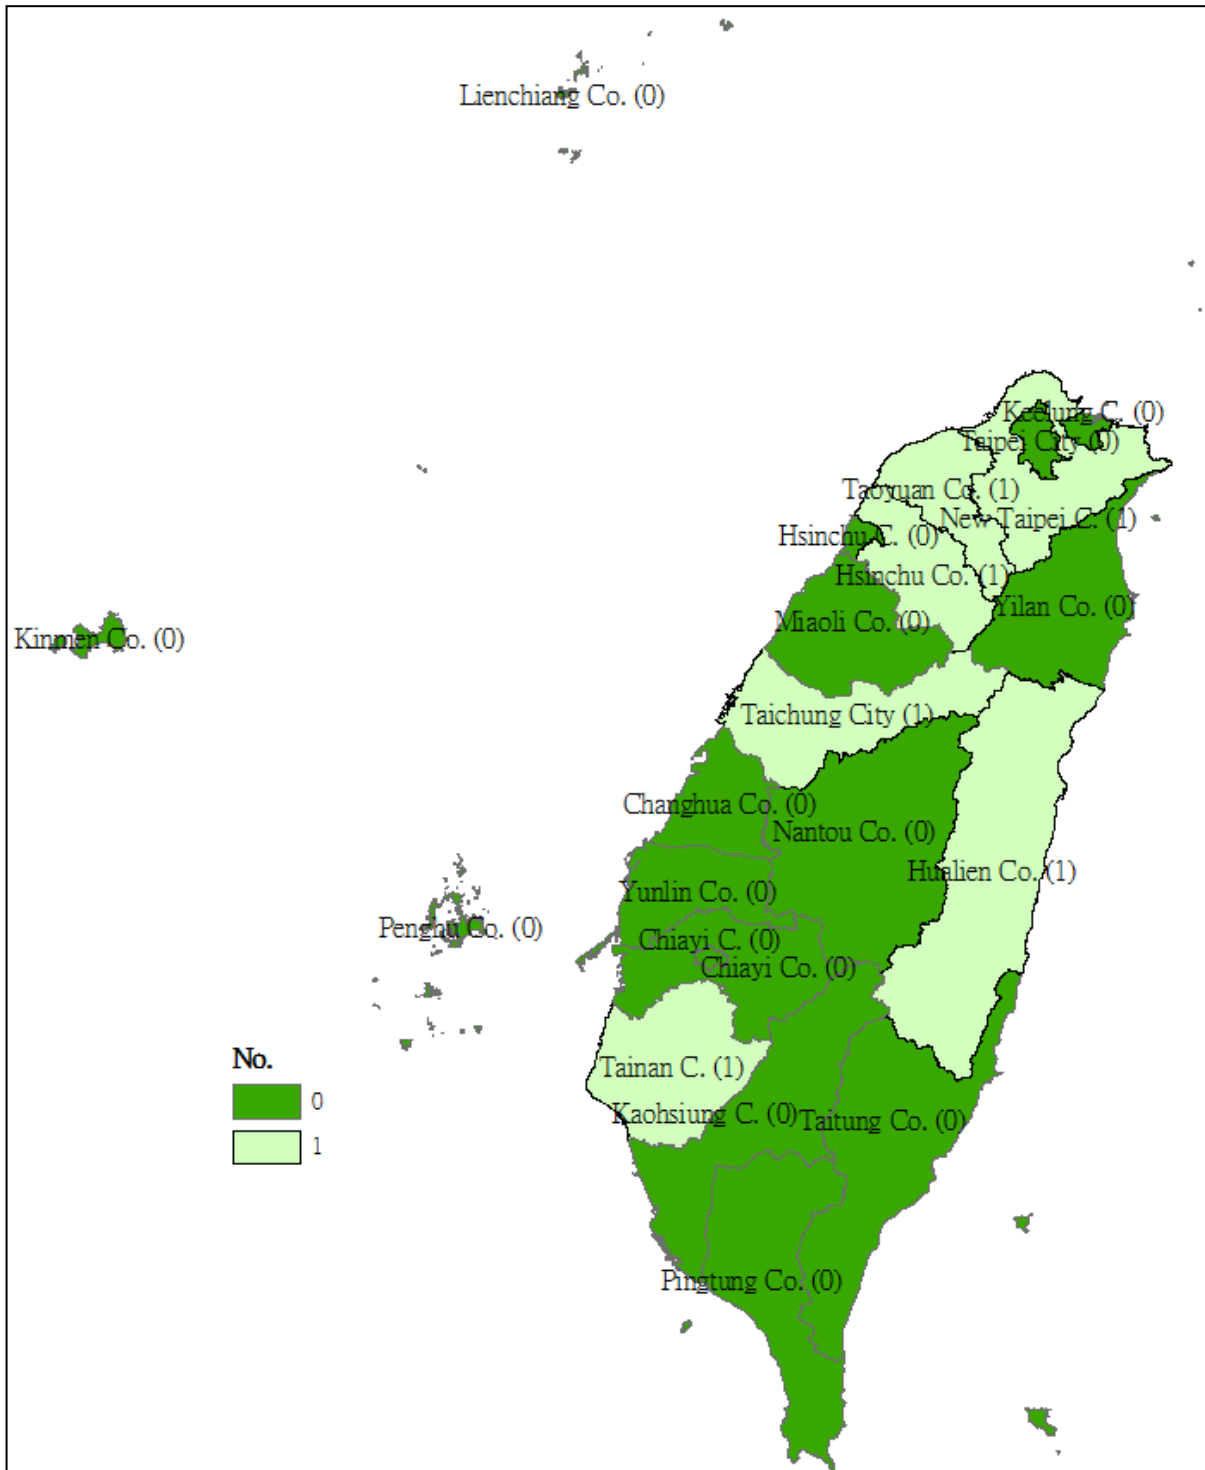 Lienchiang Co. (0)
Keelung C. (0)
Taipei City (0)
Taoyuan Co. (1)
New Taipei C. (1)
Hsinchu C. (0)
Hsinchu Co. (1)
Yilan Co. (0)
Miaoli Co. (0)
Kinmen Co. (0)
Taichung City (1)
Changhua Co. (0)
Nantou Co. (0)
Hualien Co. (1)
Yunlin Co. (0)
Penghu Co. (0)
Chiayi C. (0)
Chiayi Co. (0)
No.
0
1
Tainan C. (1)
Kaohsiung C. (0)
Taitung Co. (0)
Pingtung Co. (0)